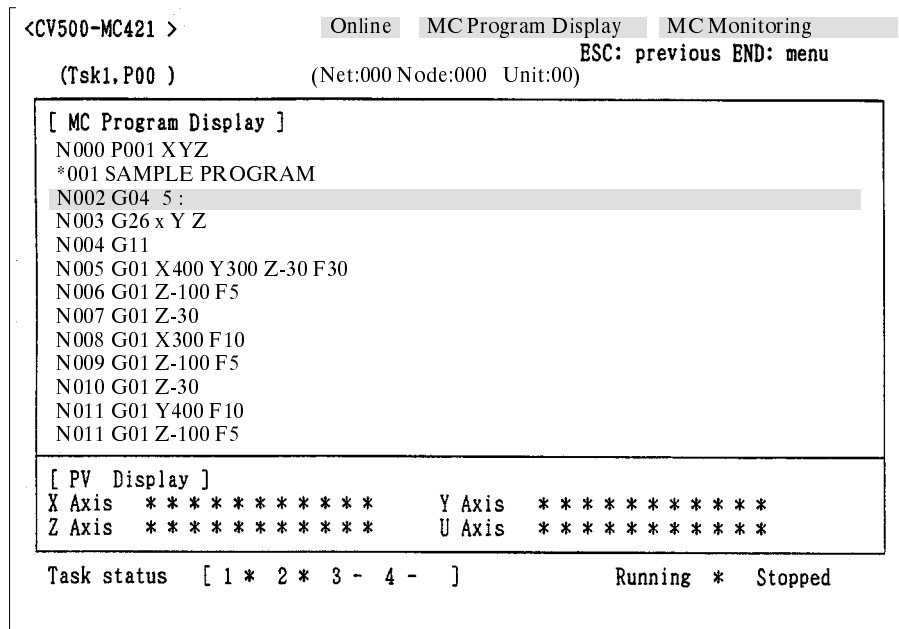 <CV500-MC421 > Online MC Program Display MC Monitoring
ESC: previous END: menu
(Tsk1,P00 ) (Net:000 Node:000 Unit:00)
[ MC Program Display ]
N000 P001 XYZ
*001 SAMPLE PROGRAM
N002 G04 5 :
N003 G26 x Y Z
N004 G11
N005 G01 X400 Y300 Z-30 F30
N006 G01 Z-100 F5
N007 G01 Z-30
N008 G01 X300 F10
N009 G01 Z-100 F5
N010 G01 Z-30
N011 G01 Y400 F10
N011 G01 Z-100 F5
[ PV Display ]
X Axis * * * * * * * * * * * Y Axis * * * * * * * * * * *
Z Axis * * * * * * * * * * * U Axis * * * * * * * * * * *
Task status [ 1 * 2 * 3 - 4 - ] Running * Stopped